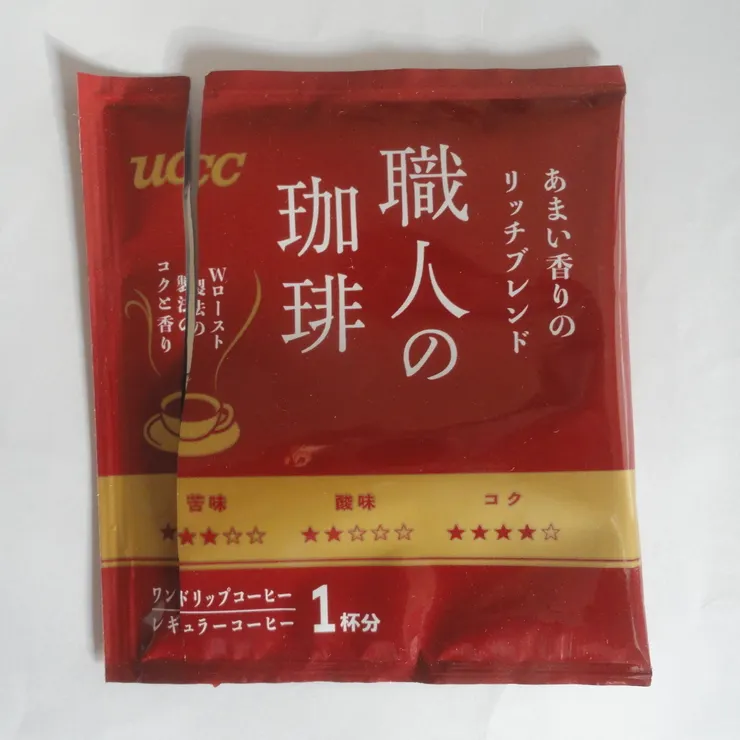 UCC
あまい香りの
リッチブレンド
職人の
珈琲
Wロースト
製法の
コクと香り
苦味 酸味 コク
★★★☆☆ ★★☆☆☆ ★★★★☆
ワンドリップコーヒー
レギュラーコーヒー
1杯分